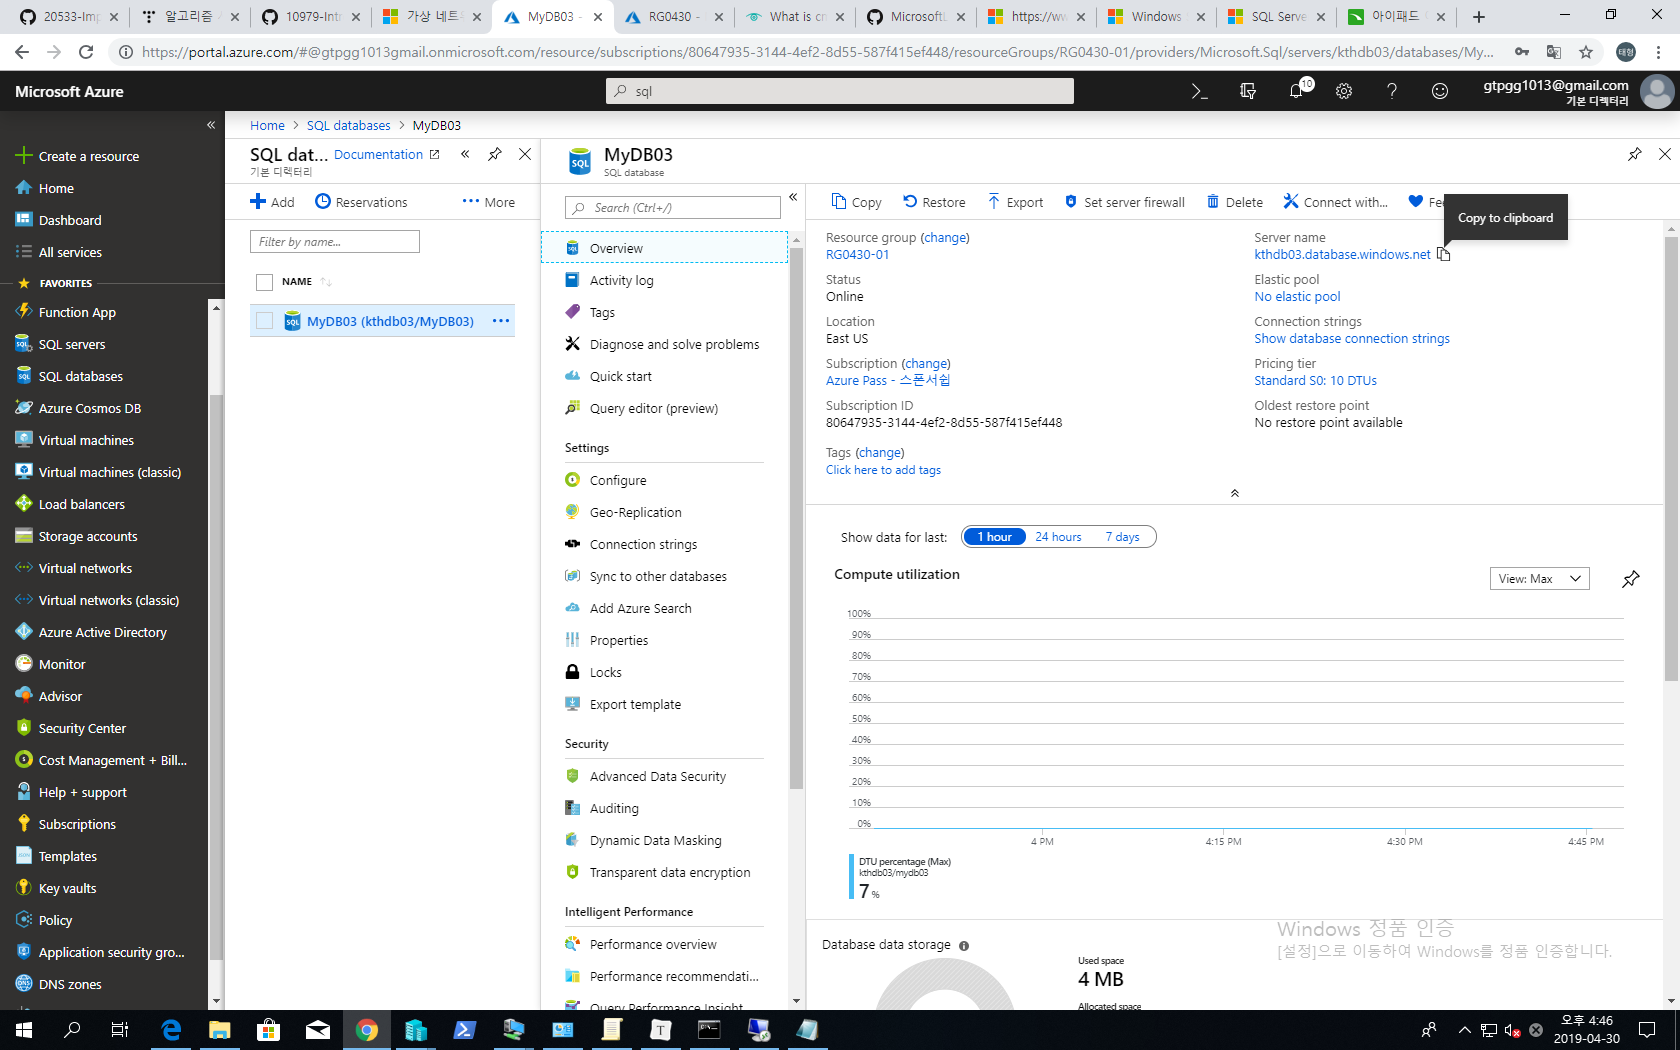 20533-Imp
알고리즘
10979-Intr
가상 네트워
MyDB03 -
RG0430 -
What is cr
MicrosoftL
https://ww
Windows
SQL Serve
아이패드
https://portal.azure.com/#@gtpgg1013gmail.onmicrosoft.com/resource/subscriptions/80647935-3144-4ef2-8d55-587f415ef448/resourceGroups/RG0430-01/providers/Microsoft.Sql/servers/kthdb03/databases/My...
태형
Microsoft Azure
sql
10
gtpgg1013@gmail.com
기본 디렉터리
Create a resource
Home
Dashboard
All services
FAVORITES
Function App
SQL servers
SQL databases
Azure Cosmos DB
Virtual machines
Virtual machines (classic)
Load balancers
Storage accounts
Virtual networks
Virtual networks (classic)
Azure Active Directory
Monitor
Advisor
Security Center
Cost Management + Bill...
Help + support
Subscriptions
Templates
Key vaults
Policy
Application security gro...
DNS zones
Home > SQL databases > MyDB03
SQL dat... Documentation
기본 디렉터리
Add Reservations More
Filter by name...
NAME
MyDB03 (kthdb03/MyDB03)
MyDB03
SQL database
Search (Ctrl+/)
Overview
Activity log
Tags
Diagnose and solve problems
Quick start
Query editor (preview)
Settings
Configure
Geo-Replication
Connection strings
Sync to other databases
Add Azure Search
Properties
Locks
Export template
Security
Advanced Data Security
Auditing
Dynamic Data Masking
Transparent data encryption
Intelligent Performance
Performance overview
Performance recommendati...
Query Performance Insight
Copy Restore Export Set server firewall Delete Connect with... Fe
Copy to clipboard
Resource group (change)
RG0430-01
Status
Online
Location
East US
Subscription (change)
Azure Pass - 스폰서쉽
Subscription ID
80647935-3144-4ef2-8d55-587f415ef448
Tags (change)
Click here to add tags
Server name
kthdb03.database.windows.net
Elastic pool
No elastic pool
Connection strings
Show database connection strings
Pricing tier
Standard S0: 10 DTUs
Oldest restore point
No restore point available
Show data for last: 1 hour 24 hours 7 days
Compute utilization
View: Max
100%
90%
80%
70%
60%
50%
40%
30%
20%
10%
0%
4 PM 4:15 PM 4:30 PM 4:45 PM
DTU percentage (Max)
kthdb03/mydb03
7 %
Database data storage
Used space
4 MB
Allocated space
Windows 정품 인증
[설정]으로 이동하여 Windows를 정품 인증합니다.
오후 4:46
2019-04-30